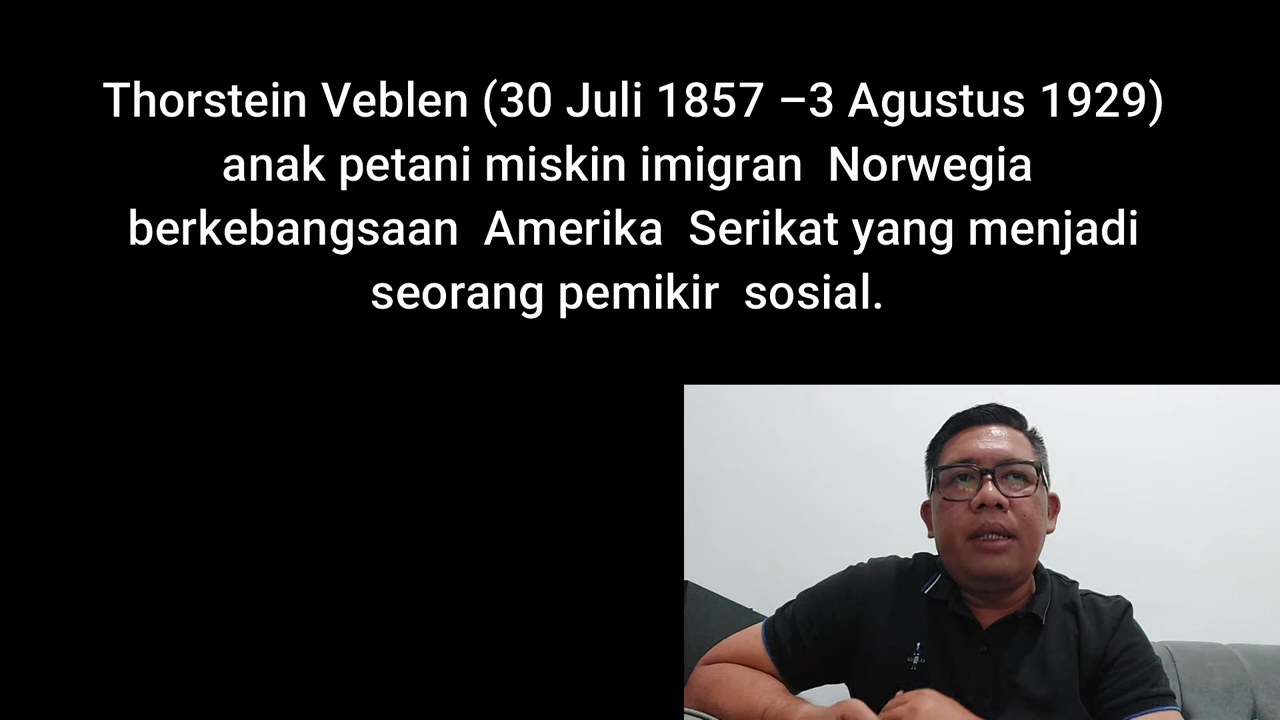 Thorstein Veblen (30 Juli 1857 –3 Agustus 1929)
anak petani miskin imigran  Norwegia
berkebangsaan  Amerika  Serikat yang menjadi
seorang pemikir  sosial.